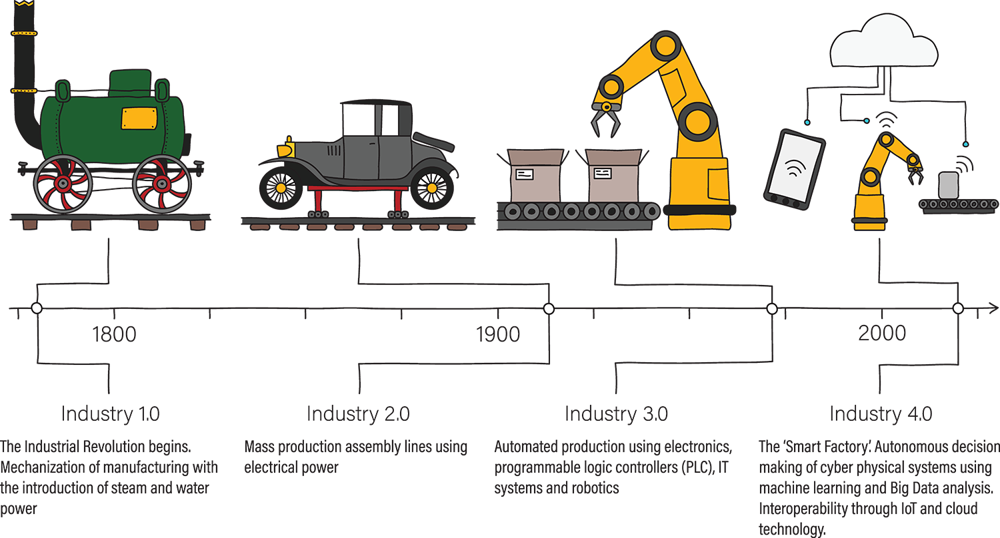 1800
1900
2000
Industry 1.0
The Industrial Revolution begins.
Mechanization of manufacturing with
the introduction of steam and water
power
Industry 2.0
Mass production assembly lines using
electrical power
Industry 3.0
Automated production using electronics,
programmable logic controllers (PLC), IT
systems and robotics
Industry 4.0
The ‘Smart Factory’. Autonomous decision
making of cyber physical systems using
machine learning and Big Data analysis.
Interoperability through IoT and cloud
technology.